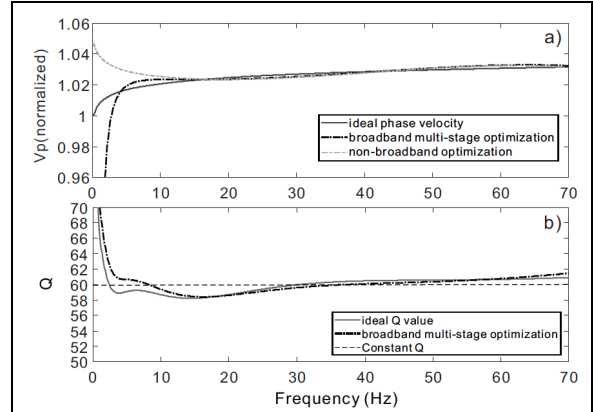 1.06
a)
1.04
1.02
1
0.98
0.96
Vp(normalized)
ideal phase velocity
broadband multi-stage optimization
non-broadband optimization
0 10 20 30 40 50 60 70
70
b)
68
66
64
62
60
58
56
54
52
50
Q
ideal Q value
broadband multi-stage optimization
Constant Q
0 10 20 30 40 50 60 70
Frequency (Hz)